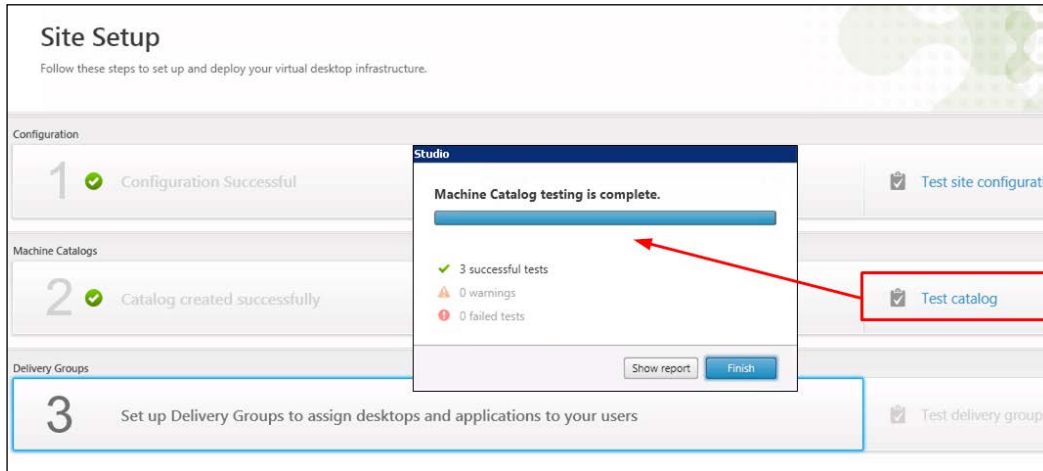 Site Setup
Follow these steps to set up and deploy your virtual desktop infrastructure.
Configuration
1 Configuration Successful
Test site configurati
Studio
Machine Catalog testing is complete.
3 successful tests
0 warnings
0 failed tests
Show report Finish
Machine Catalogs
2 Catalog created successfully
Test catalog
Delivery Groups
3 Set up Delivery Groups to assign desktops and applications to your users
Test delivery group